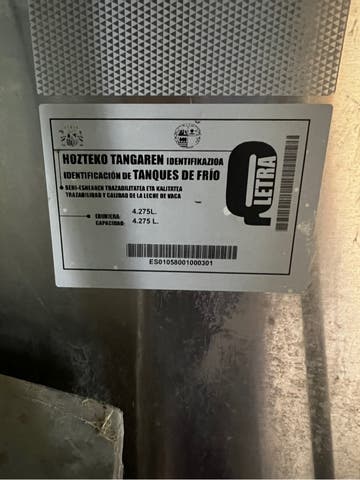 HOZTEKO TANGAREN IDENTIFIKAZIOA
IDENTIFICACIÓN DE TANQUES DE FRÍO
BEHI-ESNEAREN TRAZABILITATEA ETA KALITATEA
TRAZABILIDAD Y CALIDAD DE LA LECHE DE VACA
EDUKIERA: 4.275L.
CAPACIDAD: 4.275 L.
ES01058001000301
Q
LETRA